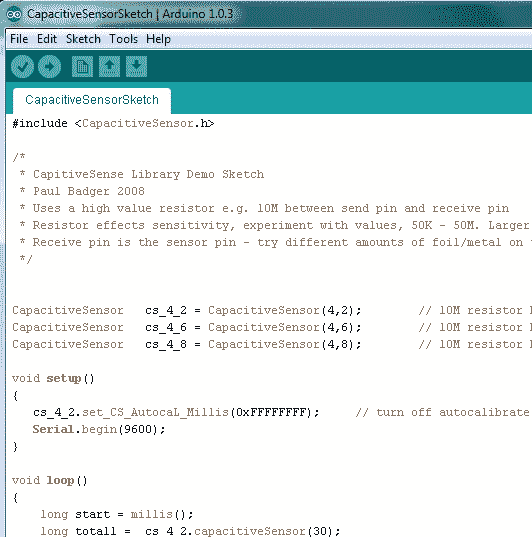 CapacitiveSensorSketch | Arduino 1.0.3
File Edit Sketch Tools Help
CapacitiveSensorSketch
#include <CapacitiveSensor.h>
/*
 * CapitiveSense Library Demo Sketch
 * Paul Badger 2008
 * Uses a high value resistor e.g. 10M between send pin and receive pin
 * Resistor effects sensitivity, experiment with values, 50K - 50M. Larger
 * Receive pin is the sensor pin - try different amounts of foil/metal on
 */
CapacitiveSensor   cs_4_2 = CapacitiveSensor(4,2);        // 10M resistor
CapacitiveSensor   cs_4_6 = CapacitiveSensor(4,6);        // 10M resistor
CapacitiveSensor   cs_4_8 = CapacitiveSensor(4,8);        // 10M resistor
void setup()
{
   cs_4_2.set_CS_AutocaL_Millis(0xFFFFFFFF);     // turn off autocalibrate
   Serial.begin(9600);
}
void loop()
{
    long start = millis();
    long total1 =  cs_4_2.capacitiveSensor(30);